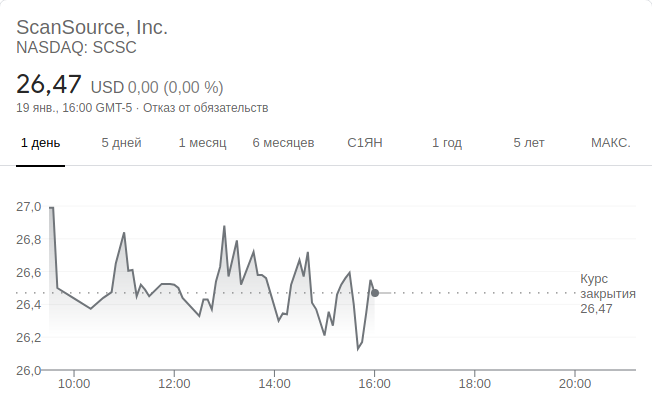 ScanSource, Inc.
NASDAQ: SCSC
26,47 USD 0,00 (0,00 %)
19 янв., 16:00 GMT-5 · Отказ от обязательств
1 день 5 дней 1 месяц 6 месяцев С1ЯН 1 год 5 лет МАКС.
27,0
26,8
26,6
26,4
26,2
26,0
Курс
закрытия
26,47
10:00 12:00 14:00 16:00 18:00 20:00